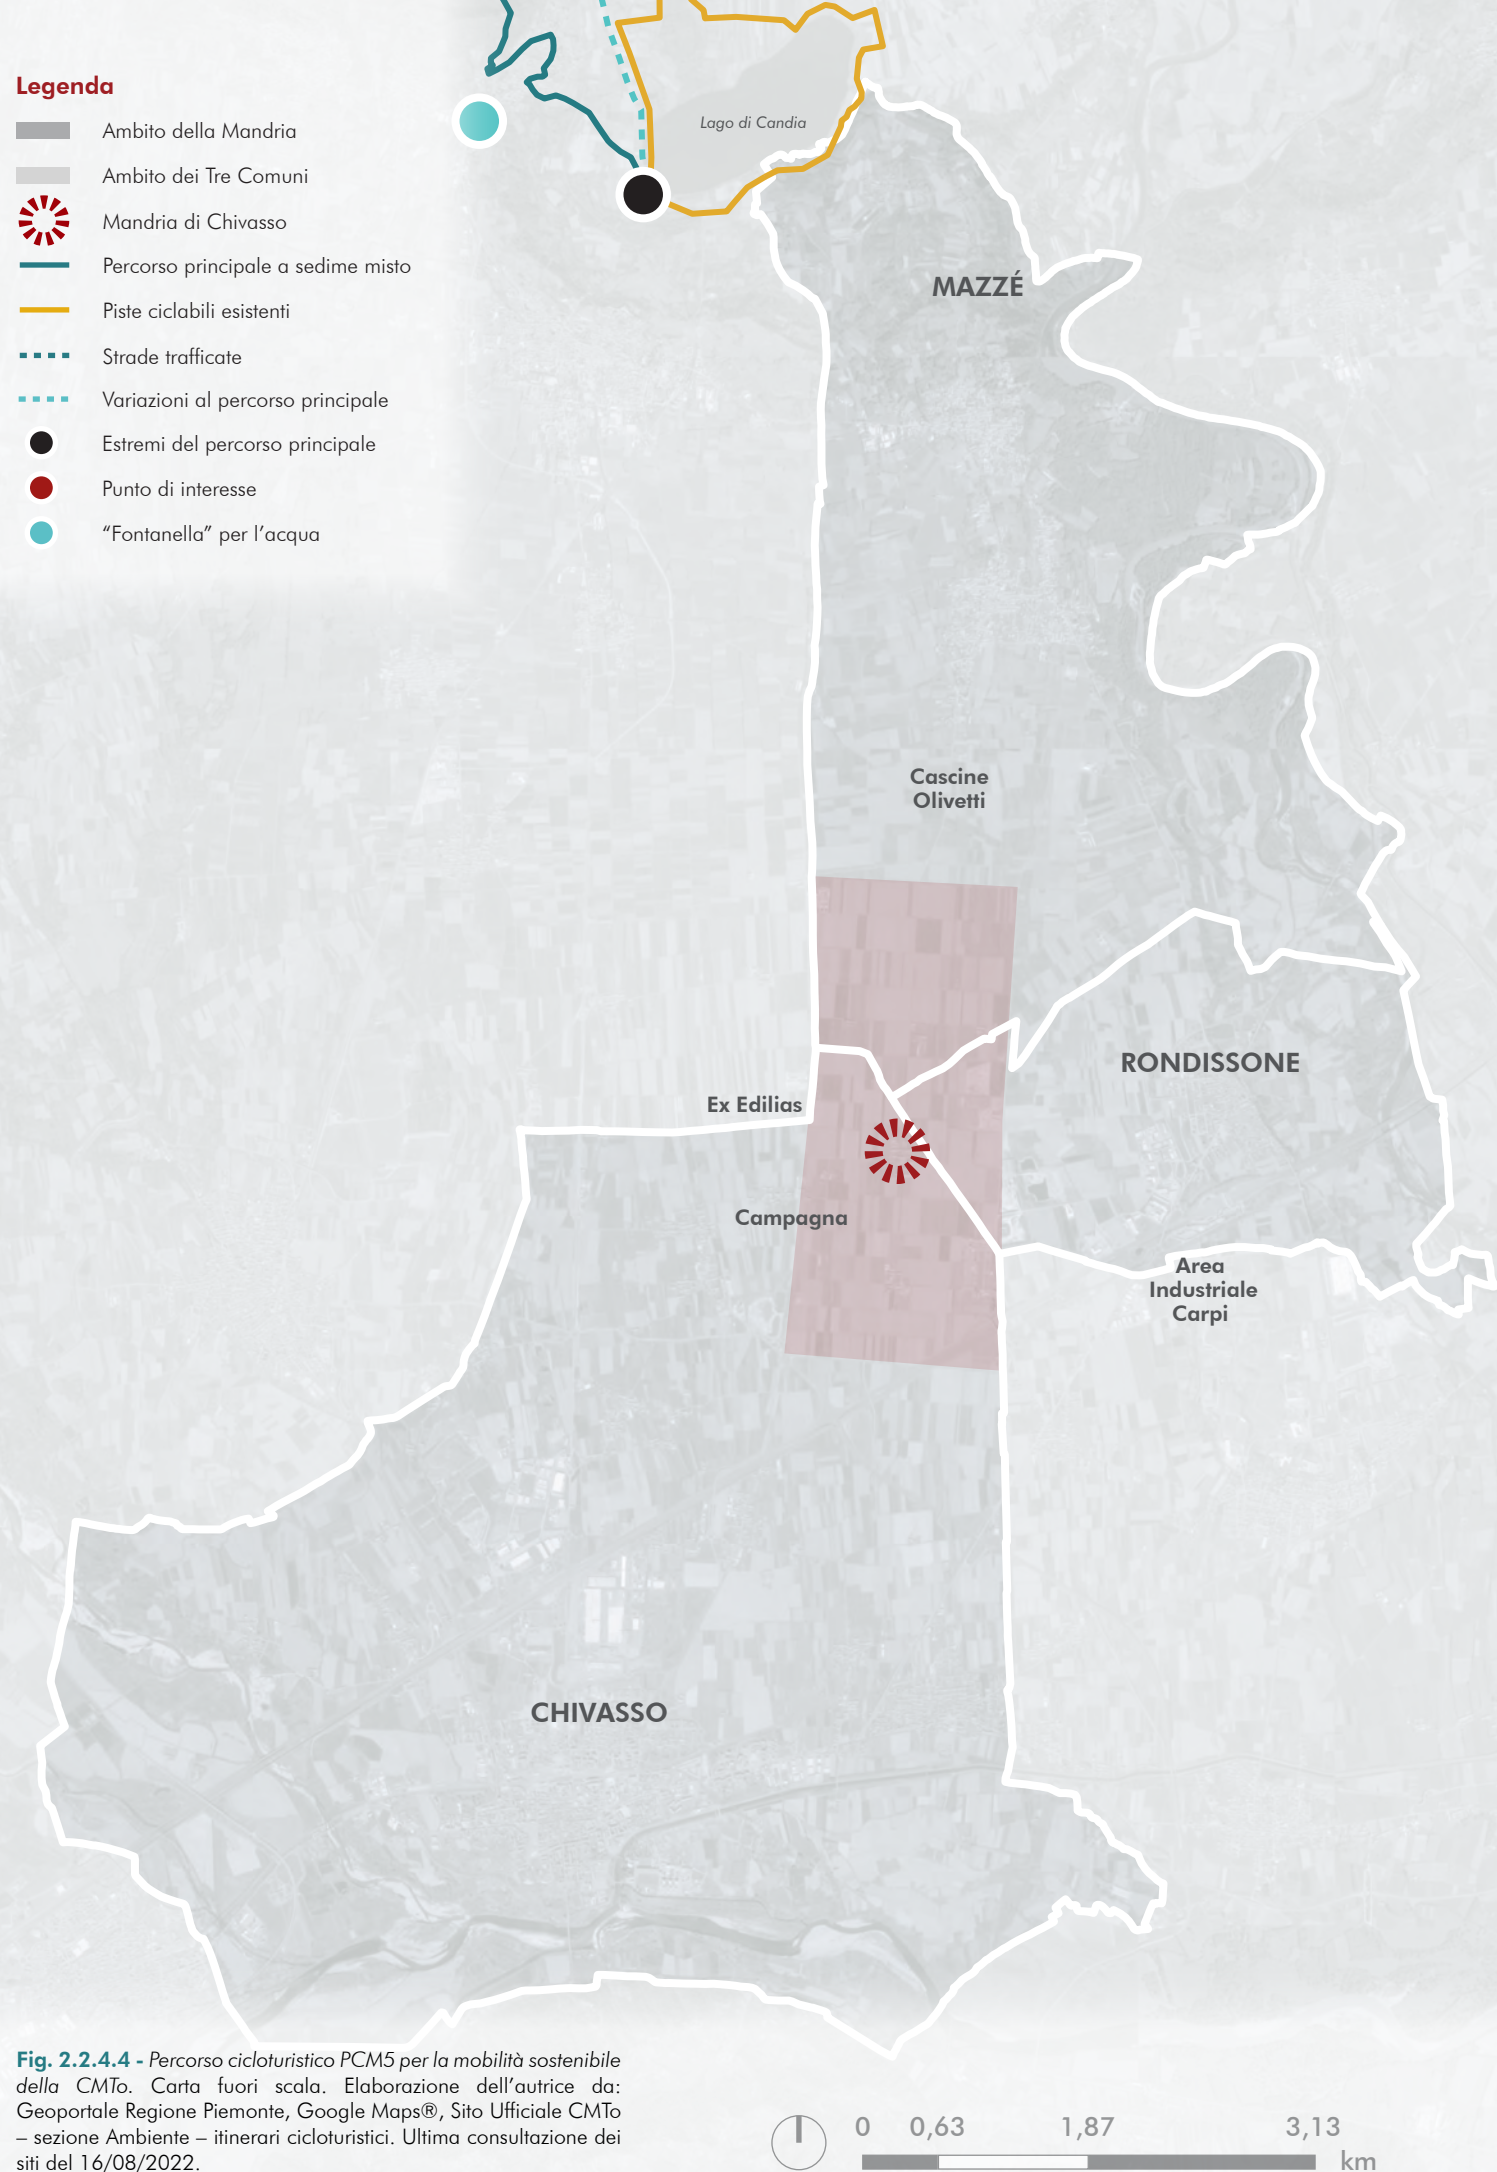 Legenda
Ambito della Mandria
Ambito dei Tre Comuni
Mandria di Chivasso
Percorso principale a sedime misto
Piste ciclabili esistenti
Strade trafficate
Variazioni al percorso principale
Estremi del percorso principale
Punto di interesse
“Fontanella” per l’acqua
Lago di Candia
MAZZÉ
Cascine
Olivetti
RONDISSONE
Ex Edilias
Campagna
Area
Industriale
Carpi
CHIVASSO
Fig. 2.2.4.4 - Percorso cicloturistico PCM5 per la mobilità sostenibile
della CMTo. Carta fuori scala. Elaborazione dell’autrice da:
Geoportale Regione Piemonte, Google Maps®, Sito Ufficiale CMTo
– sezione Ambiente – itinerari cicloturistici. Ultima consultazione dei
siti del 16/08/2022.
0 0,63 1,87 3,13
km